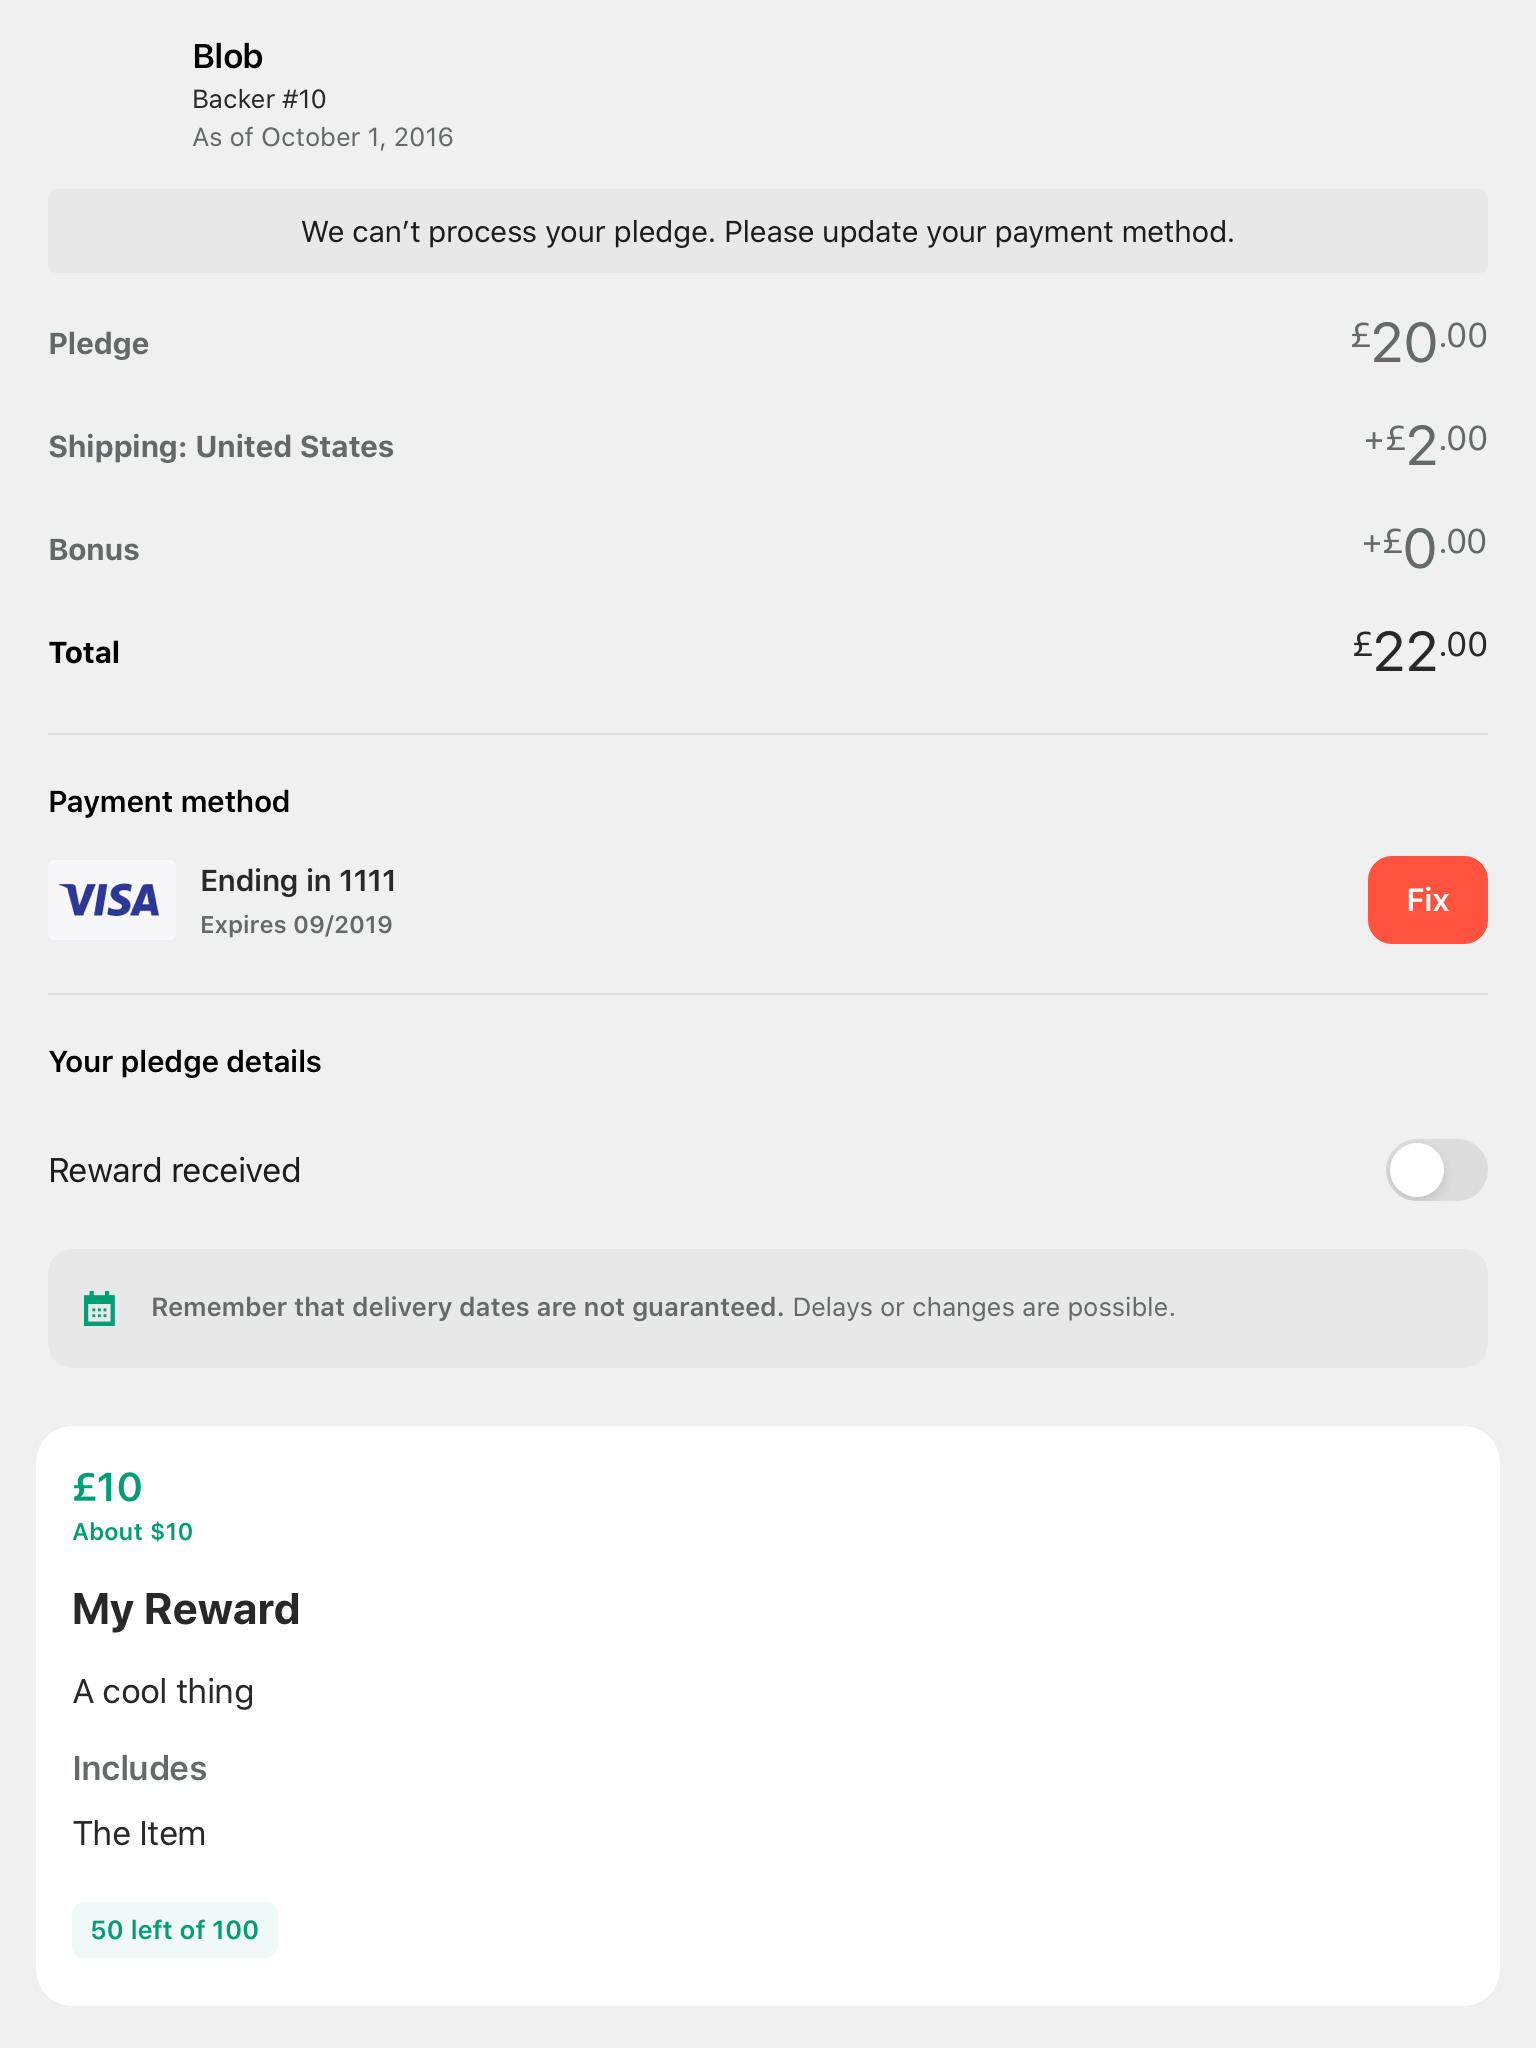 Blob
Backer #10
As of October 1, 2016
We can’t process your pledge. Please update your payment method.
Pledge £20.00
Shipping: United States +£2.00
Bonus +£0.00
Total £22.00
Payment method
VISA
Ending in 1111
Expires 09/2019
Fix
Your pledge details
Reward received
Remember that delivery dates are not guaranteed. Delays or changes are possible.
£10
About $10
My Reward
A cool thing
Includes
The Item
50 left of 100